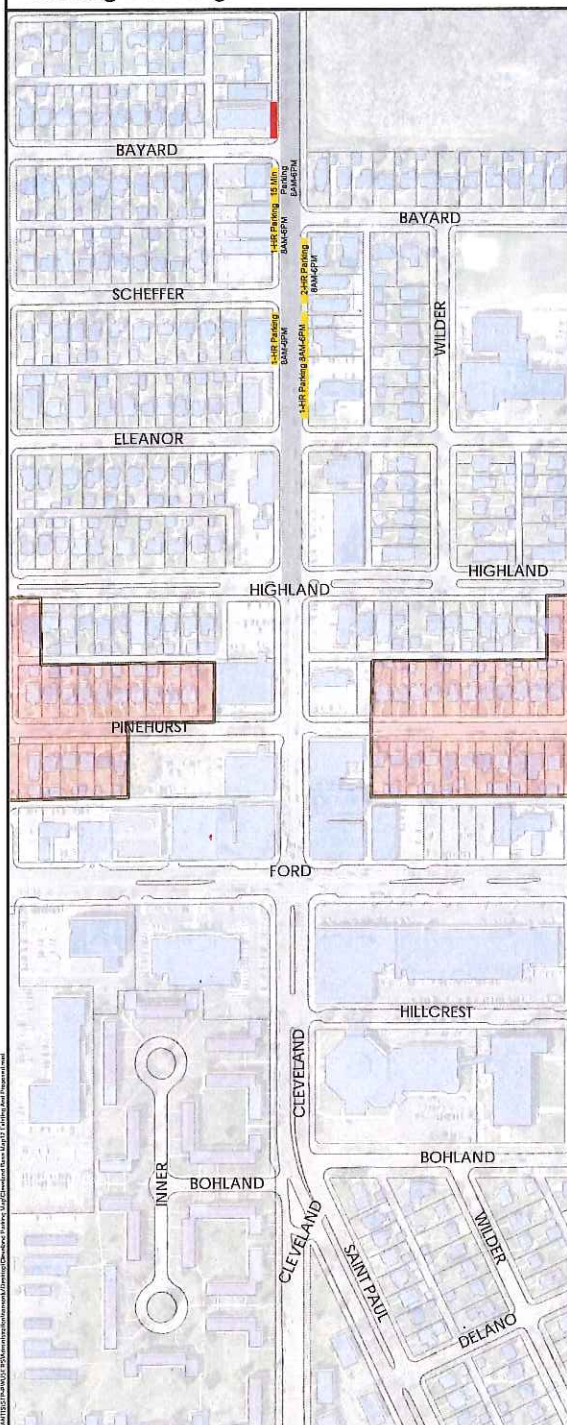 BAYARD
15 Min
Parking
8AM-6PM
1-HR Parking
8AM-6PM
BAYARD
2-HR Parking
8AM-6PM
SCHEFFER
WILDER
1-HR Parking
8AM-6PM
1-HR Parking 8AM-6PM
ELEANOR
HIGHLAND
HIGHLAND
PINEHURST
FORD
HILLCREST
CLEVELAND
BOHLAND
INNER
BOHLAND
CLEVELAND
SAINT PAUL
WILDER
DELANO